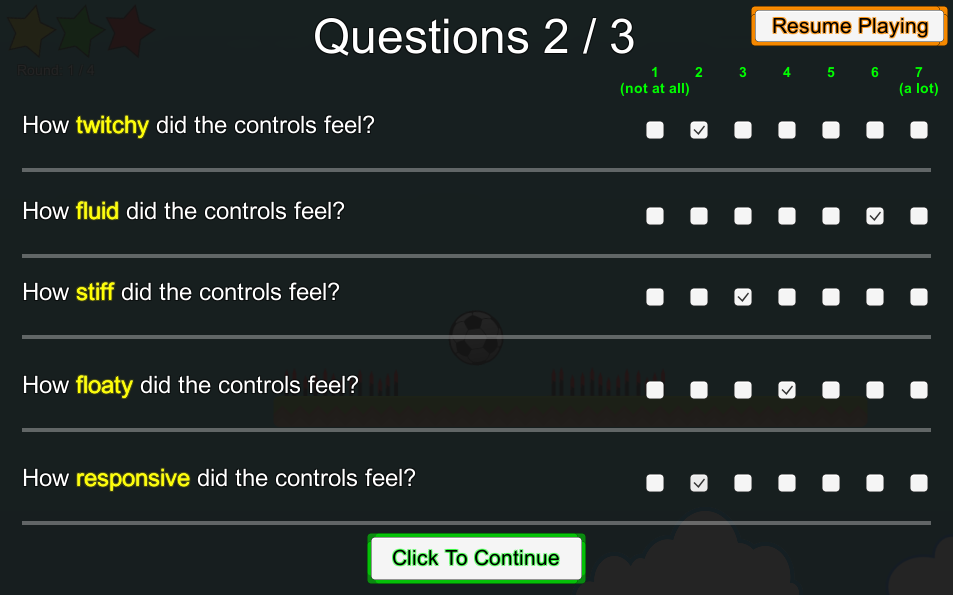 Questions 2 / 3
Resume Playing
1 2 3 4 5 6 7
(not at all) (a lot)
How twitchy did the controls feel?
How fluid did the controls feel?
How stiff did the controls feel?
How floaty did the controls feel?
How responsive did the controls feel?
Click To Continue